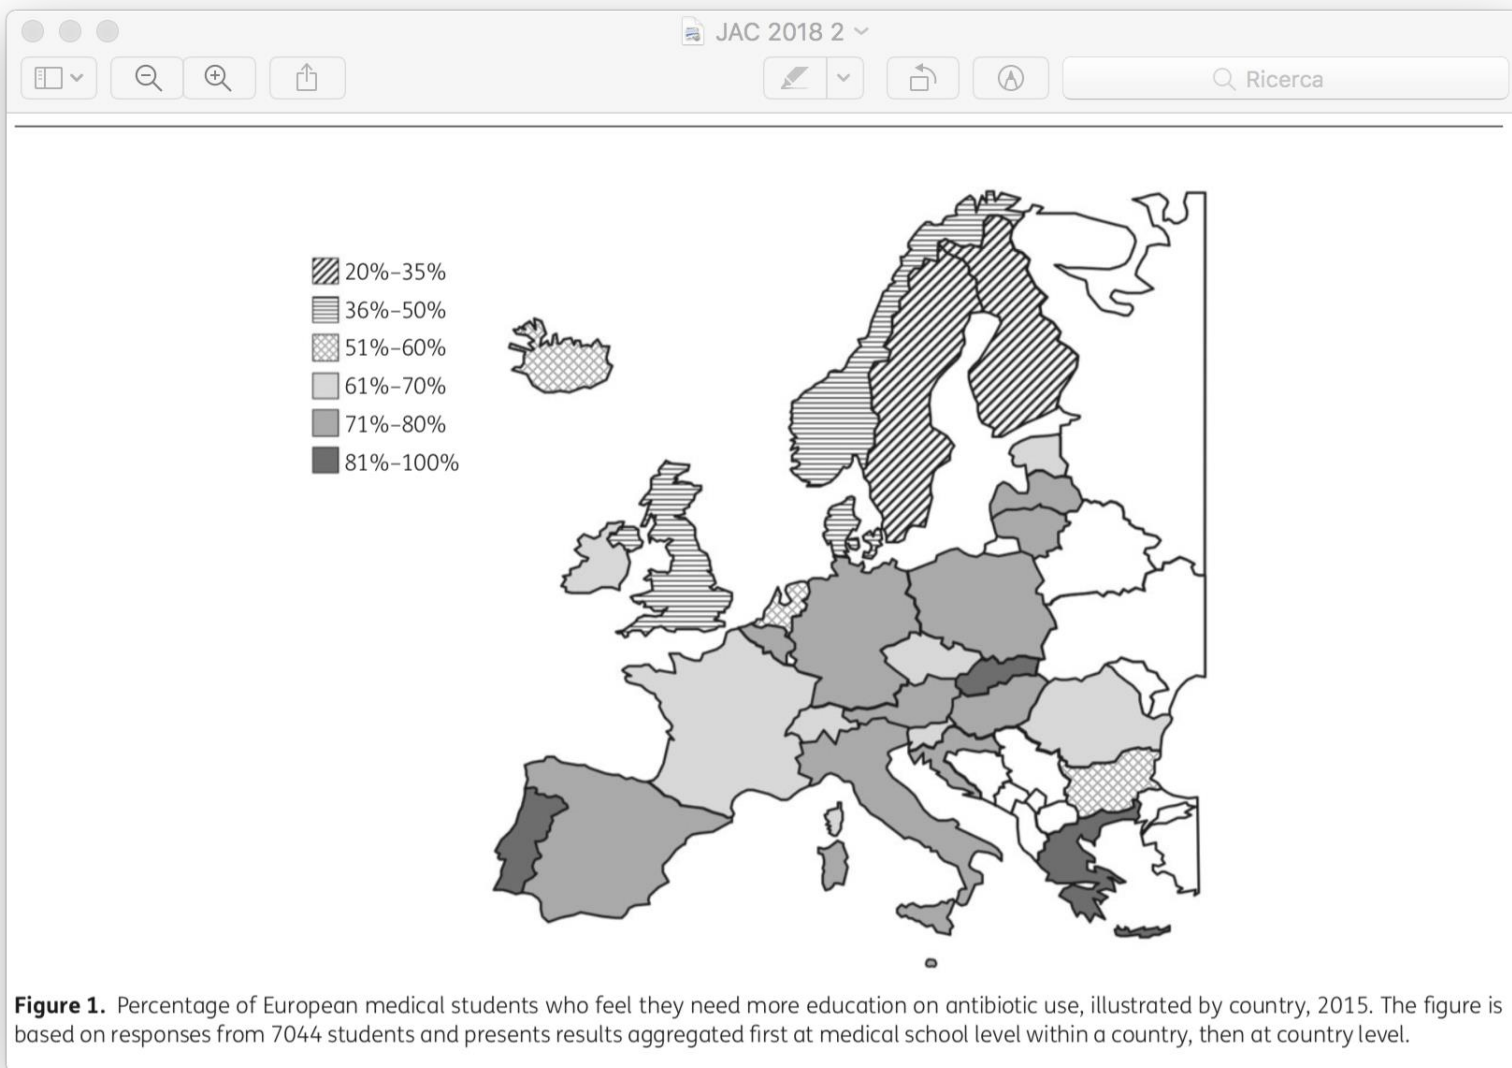 JAC 2018 2
Ricerca
20%–35%
36%–50%
51%–60%
61%–70%
71%–80%
81%–100%
Figure 1. Percentage of European medical students who feel they need more education on antibiotic use, illustrated by country, 2015. The figure is
based on responses from 7044 students and presents results aggregated first at medical school level within a country, then at country level.